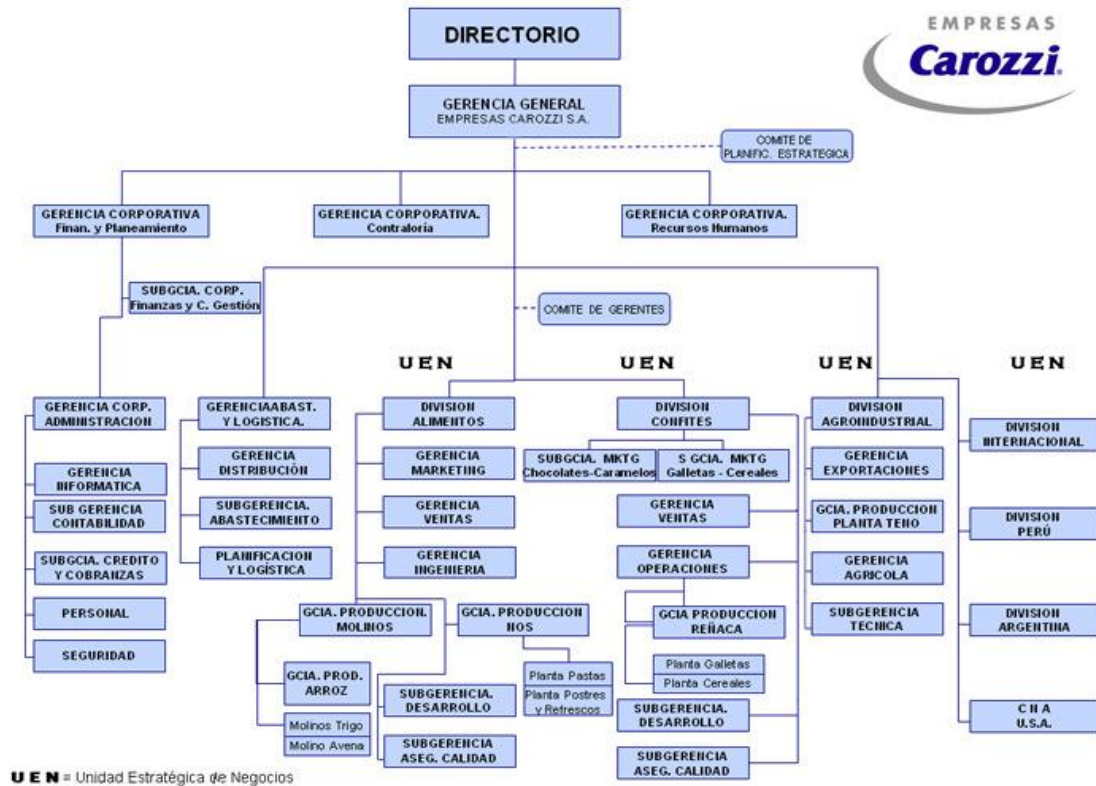 EMPRESAS
Carozzi.
DIRECTORIO
GERENCIA GENERAL
EMPRESAS CAROZZI S.A.
COMITE DE
PLANIFIC. ESTRATEGICA
GERENCIA CORPORATIVA
Finan. y Planeamiento
GERENCIA CORPORATIVA.
Contraloría
GERENCIA CORPORATIVA.
Recursos Humanos
SUBGCIA. CORP.
Finanzas y C. Gestión
COMITE DE GERENTES
UEN
UEN
UEN
UEN
GERENCIA CORP.
ADMINISTRACION
GERENCIA
INFORMATICA
SUB GERENCIA
CONTABILIDAD
SUBGCIA. CREDITO
Y COBRANZAS
PERSONAL
SEGURIDAD
GERENCIAABAST.
Y LOGISTICA.
GERENCIA
DISTRIBUCIÓN
SUBGERENCIA.
ABASTECIMIENTO
PLANIFICACION
Y LOGÍSTICA
DIVISION
ALIMENTOS
GERENCIA
MARKETING
GERENCIA
VENTAS
GERENCIA
INGENIERIA
GCIA. PRODUCCION.
MOLINOS
GCIA. PROD.
ARROZ
Molinos Trigo
Molino Avena
GCIA. PRODUCCION
NOS
Planta Pastas
Planta Postres
y Refrescos
SUBGERENCIA.
DESARROLLO
SUBGERENCIA
ASEG. CALIDAD
DIVISION
CONFITES
SUBGCIA. MKTG
Chocolates-Caramelos
S GCIA. MKTG
Galletas - Cereales
GERENCIA
VENTAS
GERENCIA
OPERACIONES
GCIA PRODUCCION
REÑACA
Planta Galletas
Planta Cereales
SUBGERENCIA.
DESARROLLO
SUBGERENCIA
ASEG. CALIDAD
DIVISION
AGROINDUSTRIAL
GERENCIA
EXPORTACIONES
GCIA. PRODUCCION
PLANTA TENO
GERENCIA
AGRICOLA
SUBGERENCIA
TECNICA
DIVISION
INTERNACIONAL
DIVISION
PERÚ
DIVISION
ARGENTINA
C N A
U.S.A.
UEN = Unidad Estratégica de Negocios